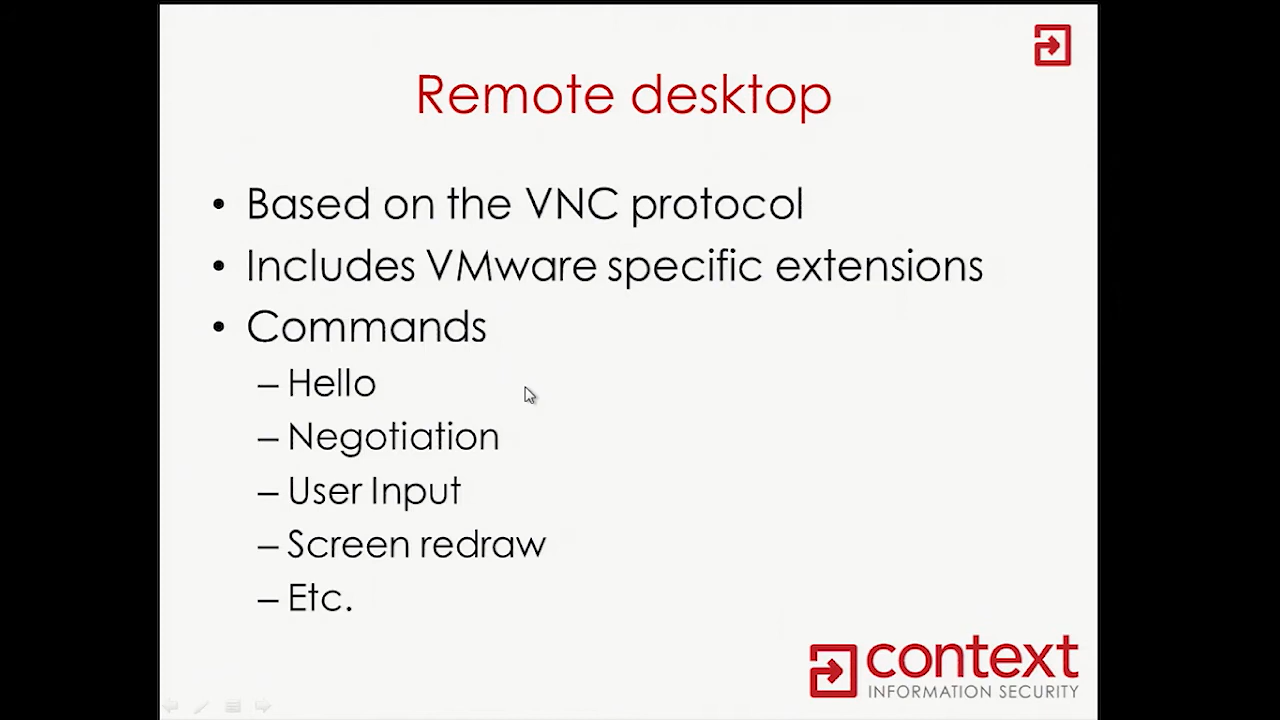 Remote desktop
• Based on the VNC protocol
• Includes VMware specific extensions
• Commands
– Hello
– Negotiation
– User Input
– Screen redraw
– Etc.
context
INFORMATION SECURITY